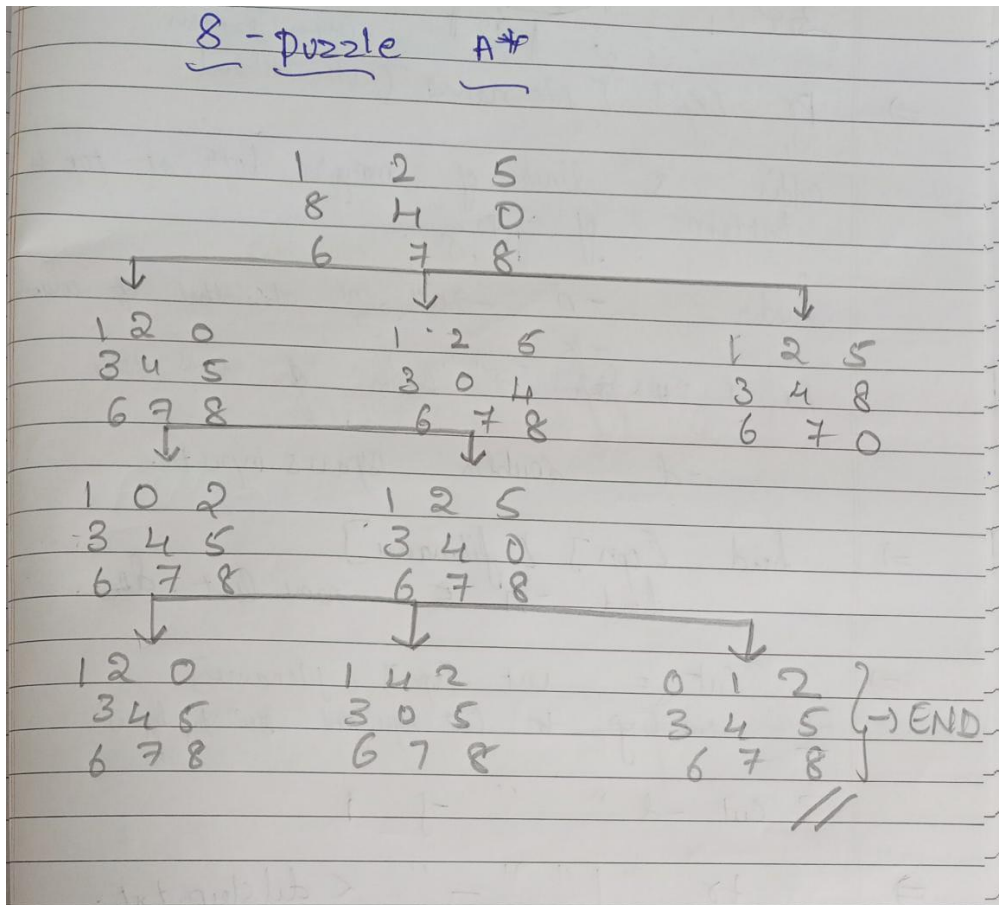 8 - Puzzle A*
1 2 5
8 4 0
6 7 8
1 2 0 1 2 5 1 2 5
3 4 5 3 0 4 3 4 8
6 7 8 6 7 8 6 7 0
1 0 2 1 2 5
3 4 5 3 4 0
6 7 8 6 7 8
1 2 0 1 4 2 0 1 2
3 4 5 3 0 5 3 4 5 → END
6 7 8 6 7 8 6 7 8